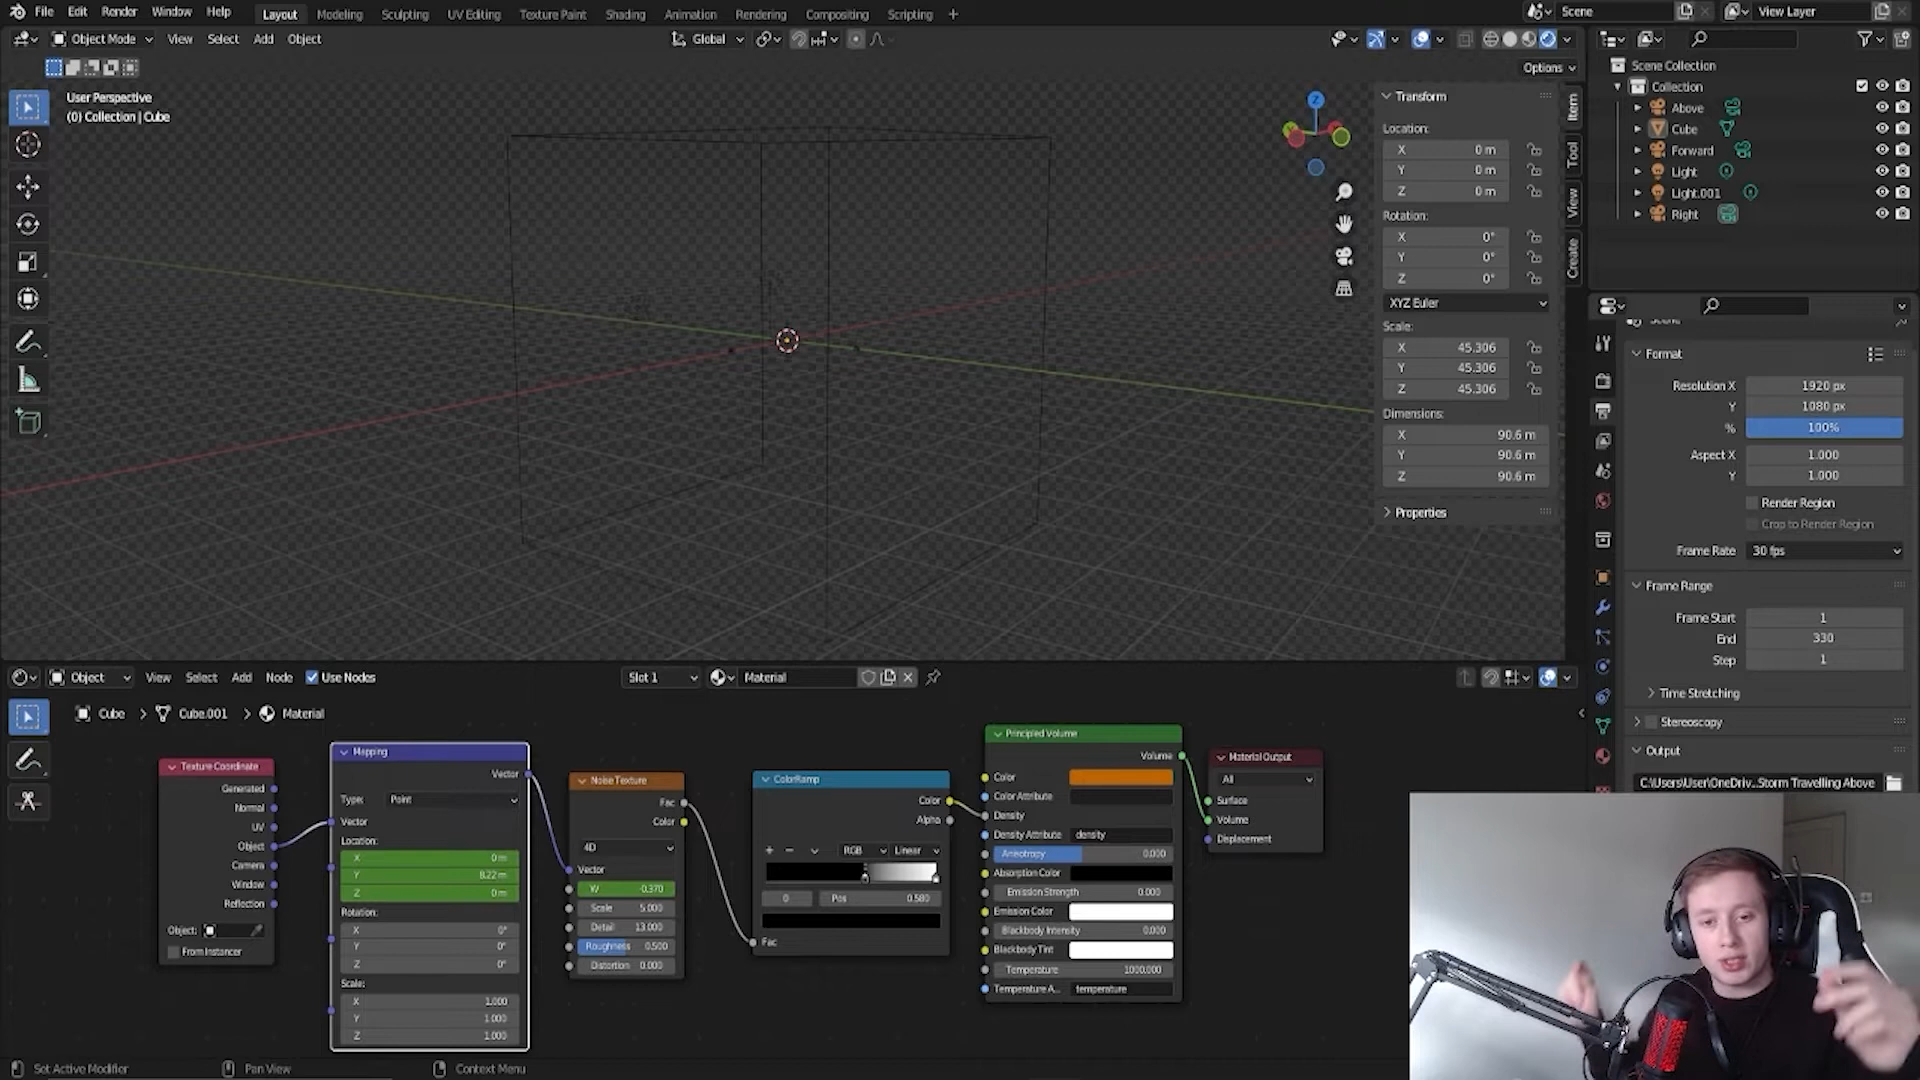 File Edit Render Window Help
Layout Modeling Sculpting UV Editing Texture Paint Shading Animation Rendering Compositing Scripting +
Scene
View Layer
Object Mode View Select Add Object
Global
Options
User Perspective
(0) Collection | Cube
Z
Transform
Location:
X 0 m
Y 0 m
Z 0 m
Rotation:
X 0°
Y 0°
Z 0°
XYZ Euler
Scale:
X 45.306
Y 45.306
Z 45.306
Dimensions:
X 90.6 m
Y 90.6 m
Z 90.6 m
Properties
Item
Tool
View
Create
Scene Collection
Collection
Above
Cube
Forward
Light
Light.001
Right
Format
Resolution X 1920 px
Y 1080 px
% 100%
Aspect X 1.000
Y 1.000
Render Region
Crop to Render Region
Frame Rate 30 fps
Frame Range
Frame Start 1
End 330
Step 1
Time Stretching
Stereoscopy
Output
C:\Users\User\OneDriv..Storm Travelling Above
Object View Select Add Node Use Nodes
Slot 1
Material
Cube > Cube.001 > Material
Texture Coordinate
Generated
Normal
UV
Object
Camera
Window
Reflection
Object:
From Instancer
Mapping
Vector
Type: Point
Vector
Location:
X 0 m
Y 8.22 m
Z 0 m
Rotation:
X 0°
Y 0°
Z 0°
Scale:
X 1.000
Y 1.000
Z 1.000
Noise Texture
Fac
Color
4D
Vector
W -0.370
Scale 5.000
Detail 13.000
Roughness 0.500
Distortion 0.000
ColorRamp
Color
Alpha
+ − RGB Linear
0 Pos 0.580
Fac
Principled Volume
Volume
Color
Color Attribute
Density
Density Attribute density
Anisotropy 0.000
Absorption Color
Emission Strength 0.000
Emission Color
Blackbody Intensity 0.000
Blackbody Tint
Temperature 1000.000
Temperature A... temperature
Material Output
All
Surface
Volume
Displacement
Set Active Modifier
Pan View
Context Menu